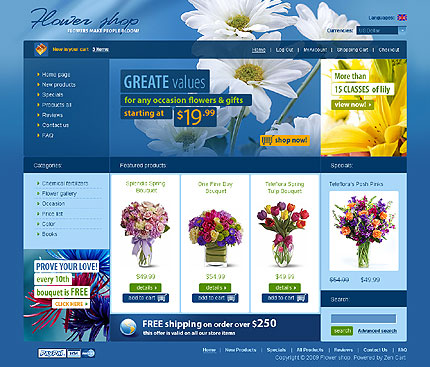 Flower shop
FLOWERS MAKE PEOPLE BLOOM!
Languages:
Currencies: US Dollar
Now in your cart 3 items
Home | Log Out | My Account | Shopping Cart | Checkout
Home page
New products
Specials
Products all
Reviews
Contact us
FAQ
GREATE values
for any occasion flowers & gifts
starting at $19.99
shop now!
More than
15 CLASSES of lily
view now!
Categories:
Chemical fertilizers
Flower gallery
Occasion
Price list
Color
Books
PROVE YOUR LOVE!
every 10th
bouquet is FREE
CLICK HERE
Featured products:
Splendid Spring Bouquet
$49.99
details
add to cart
One Fine Day Bouquet
$54.99
details
add to cart
Teleflora's Spring Tulip Bouquet
$49.99
details
add to cart
FREE shipping on order over $250
this offer is valid on all our store items
Specials:
Teleflora's Posh Pinks
$54.99 $49.99
Search:
search Advanced search
PayPal VISA
Home | New Products | Specials | All Products | Reviews | Contact Us | FAQ
Copyright © 2009 Flower shop. Powered by Zen Cart